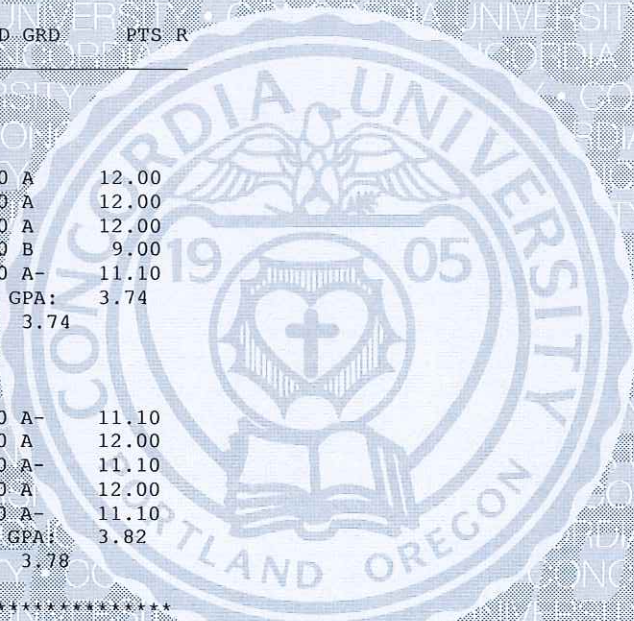 D GRD PTS R
0 A 12.00
0 A 12.00
0 A 12.00
0 B 9.00
0 A- 11.10
GPA: 3.74
3.74
0 A- 11.10
0 A 12.00
0 A- 11.10
0 A 12.00
0 A- 11.10
GPA: 3.82
3.78
**************
CONCORDIA UNIVERSITY
19 05
PORTLAND OREGON